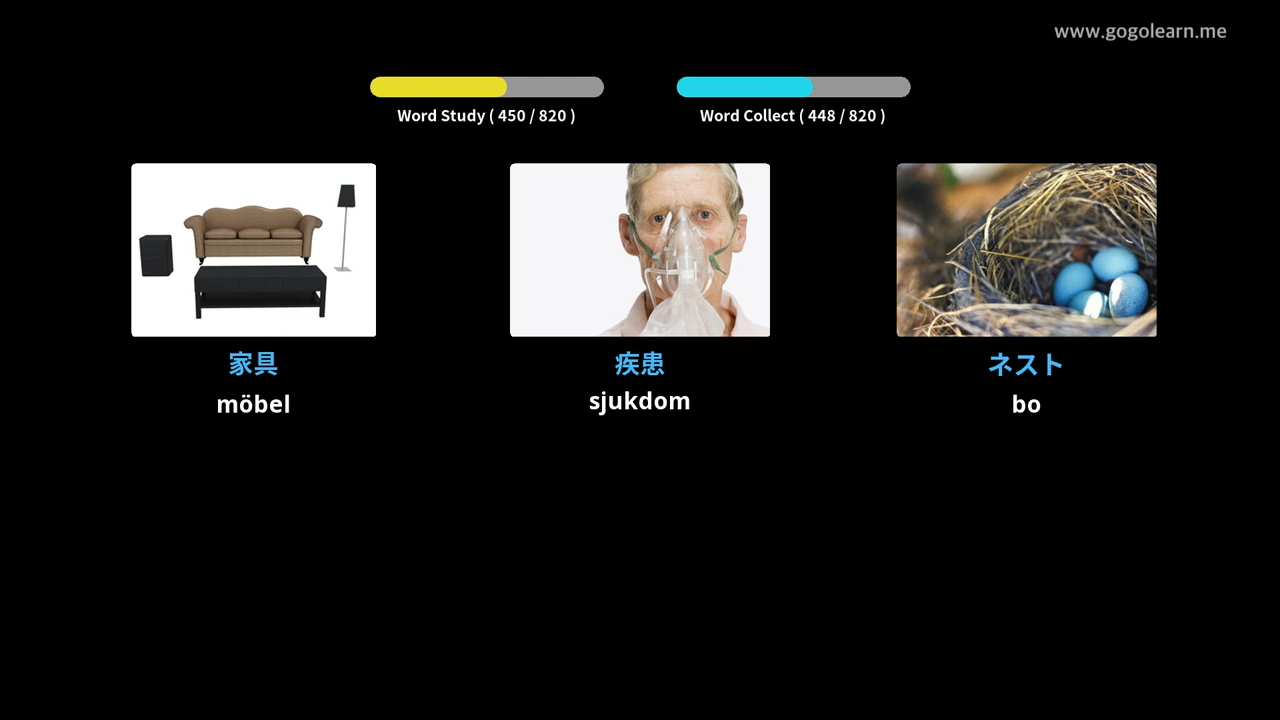 www.gogolearn.me
Word Study ( 450 / 820 )
Word Collect ( 448 / 820 )
家具
疾患
ネスト
möbel
sjukdom
bo